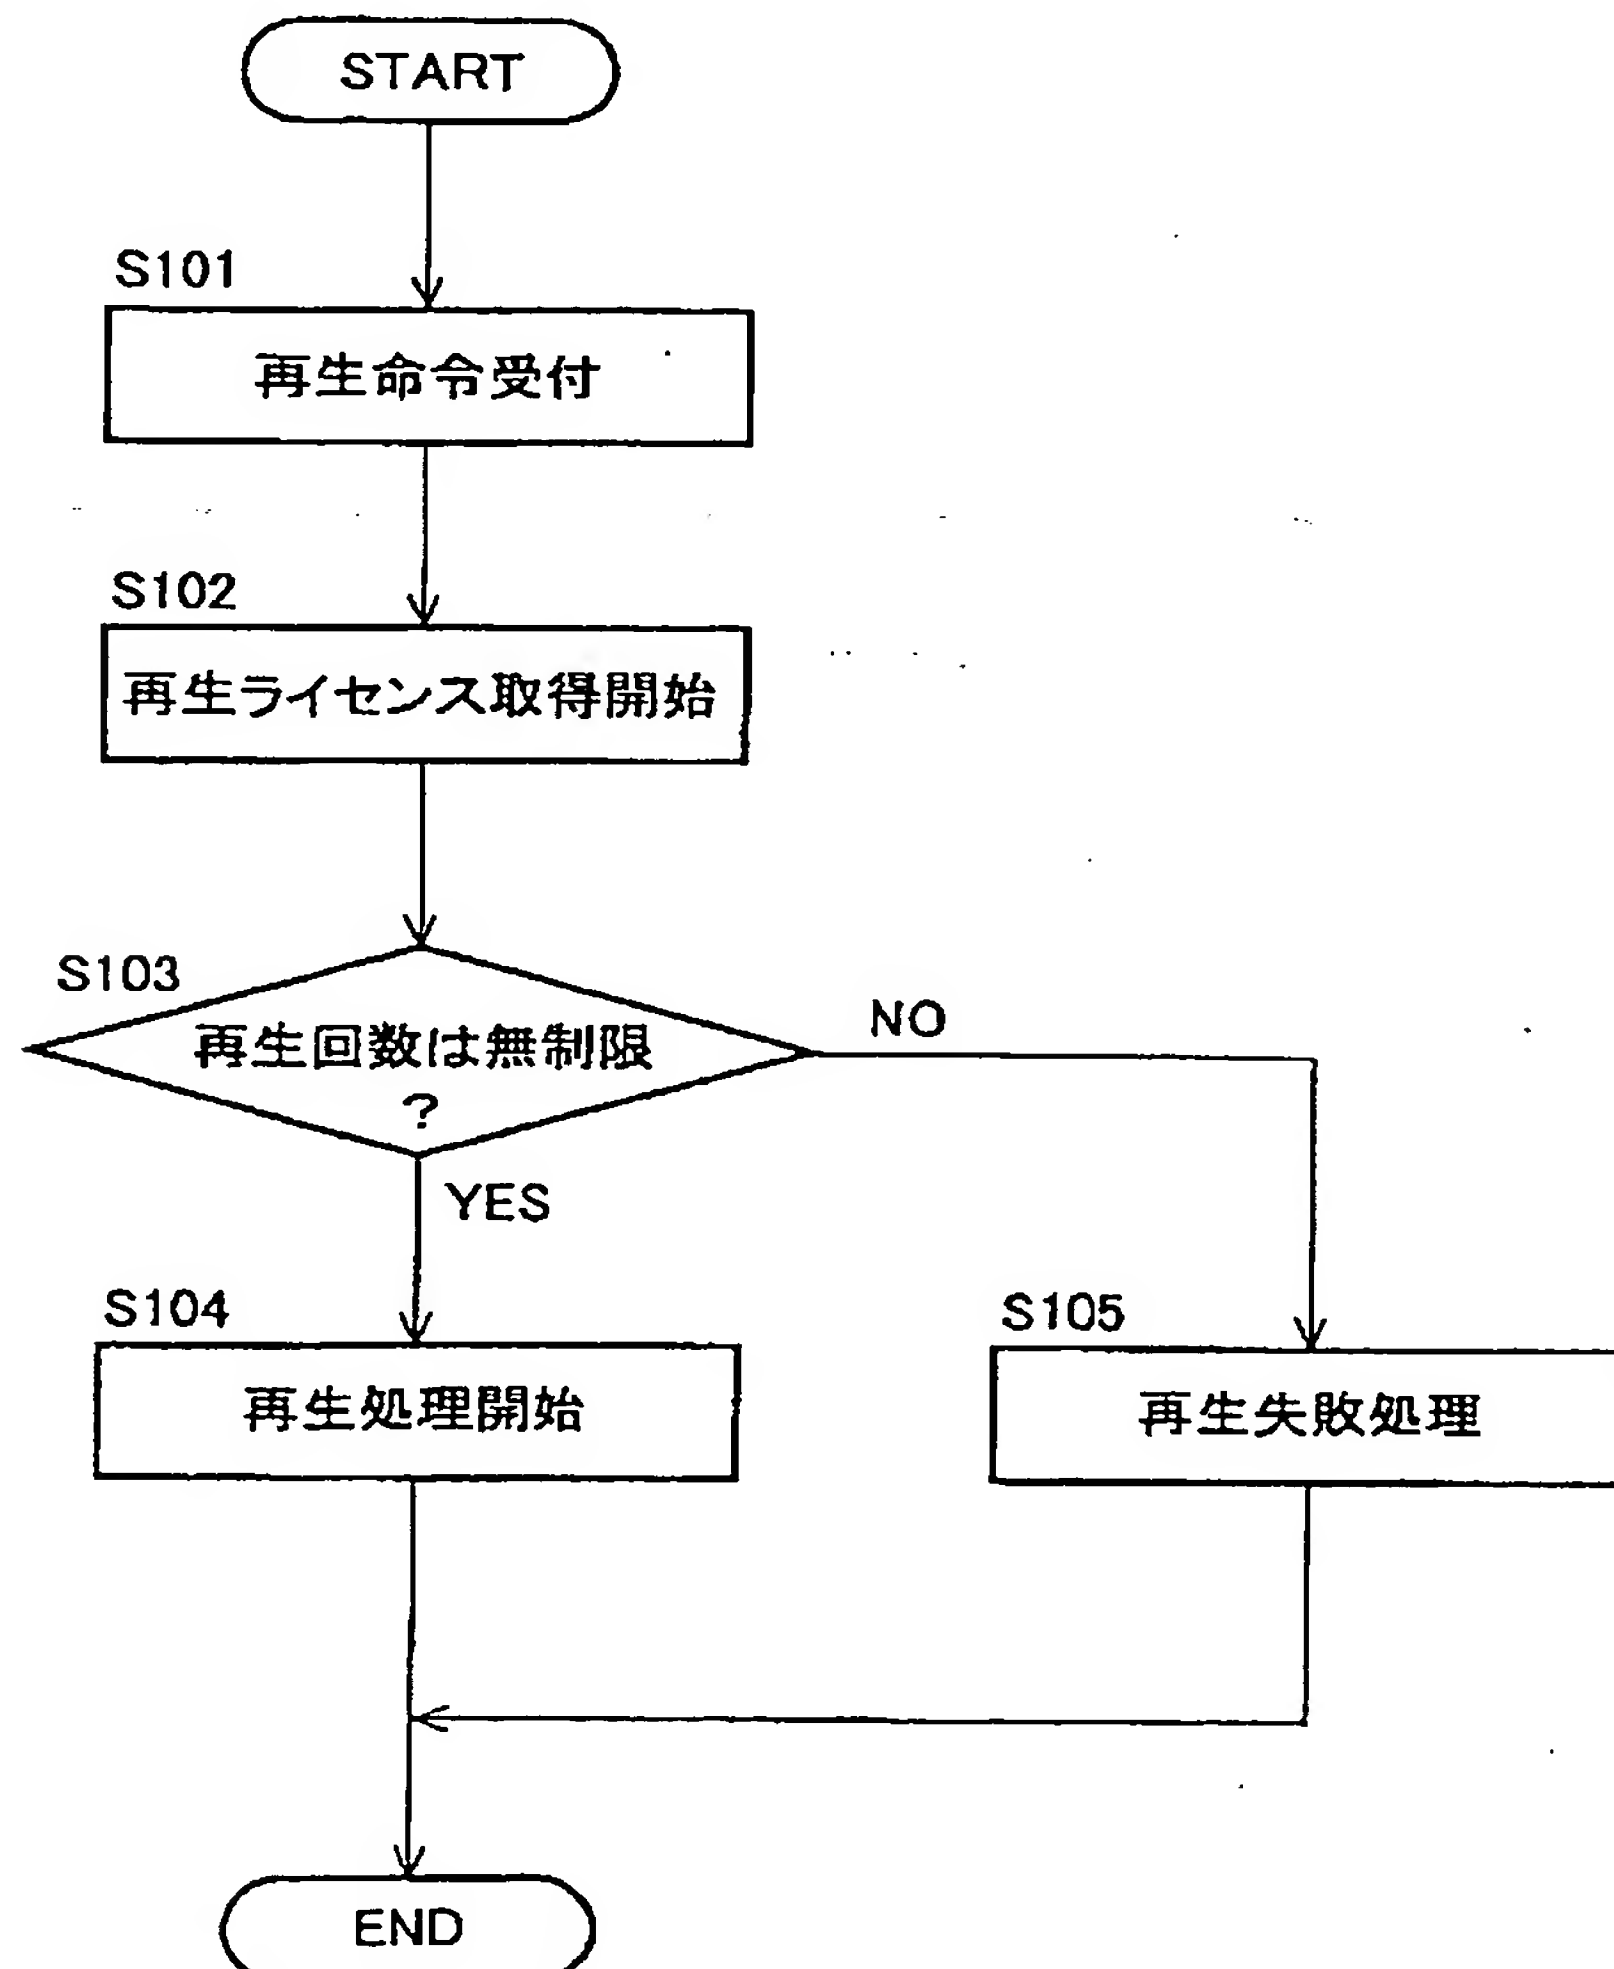 START
S101
再生命令受付
S102
再生ライセンス取得開始
S103
再生回数は無制限
?
NO
YES
S104
再生処理開始
S105
再生失敗処理
END